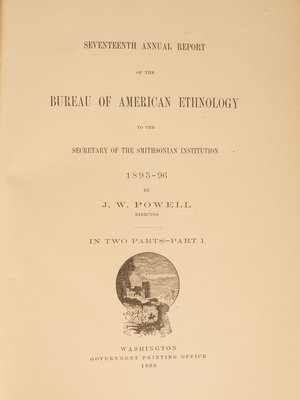 SEVENTEENTH ANNUAL REPORT
OF THE
BUREAU OF AMERICAN ETHNOLOGY
TO THE
SECRETARY OF THE SMITHSONIAN INSTITUTION
1895-96
BY
J. W. POWELL
DIRECTOR
IN TWO PARTS—PART 1
WASHINGTON
GOVERNMENT PRINTING OFFICE
1898